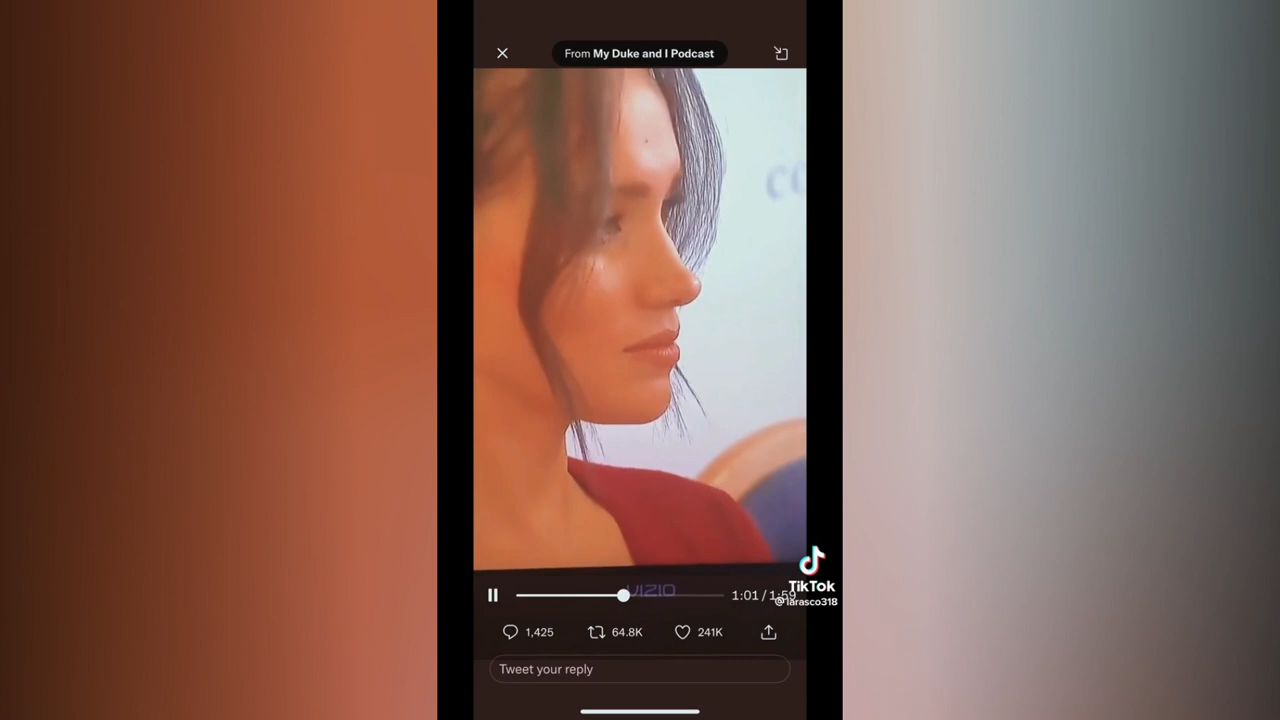 From My Duke and I Podcast
cc
VIZIO
1:01 / 1:59
TikTok
@larasco318
1,425
64.8K
241K
Tweet your reply